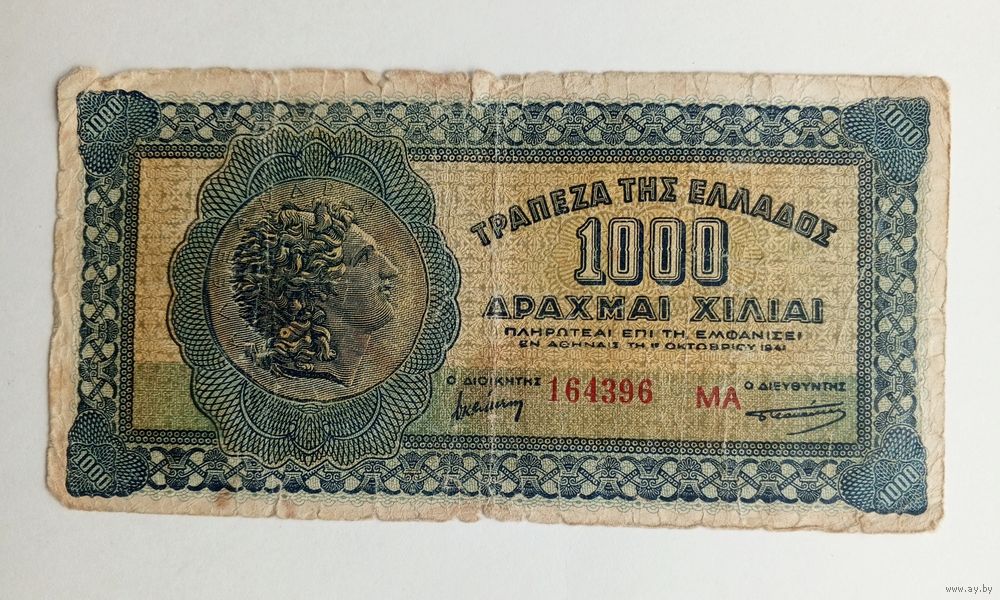 1000
1000
ΤΡΑΠΕΖΑ ΤΗΣ ΕΛΛΑΔΟΣ
1000
ΔΡΑΧΜΑΙ ΧΙΛΙΑΙ
ΠΛΗΡΩΤΕΑΙ ΕΠΙ ΤΗ ΕΜΦΑΝΙΣΕΙ
ΕΝ ΑΘΗΝΑΙΣ ΤΗ 1Η ΟΚΤΩΒΡΙΟΥ 1941
Ο ΔΙΟΙΚΗΤΗΣ 164396 ΜΑ Ο ΔΙΕΥΘΥΝΤΗΣ
1000
1000
www.ay.by